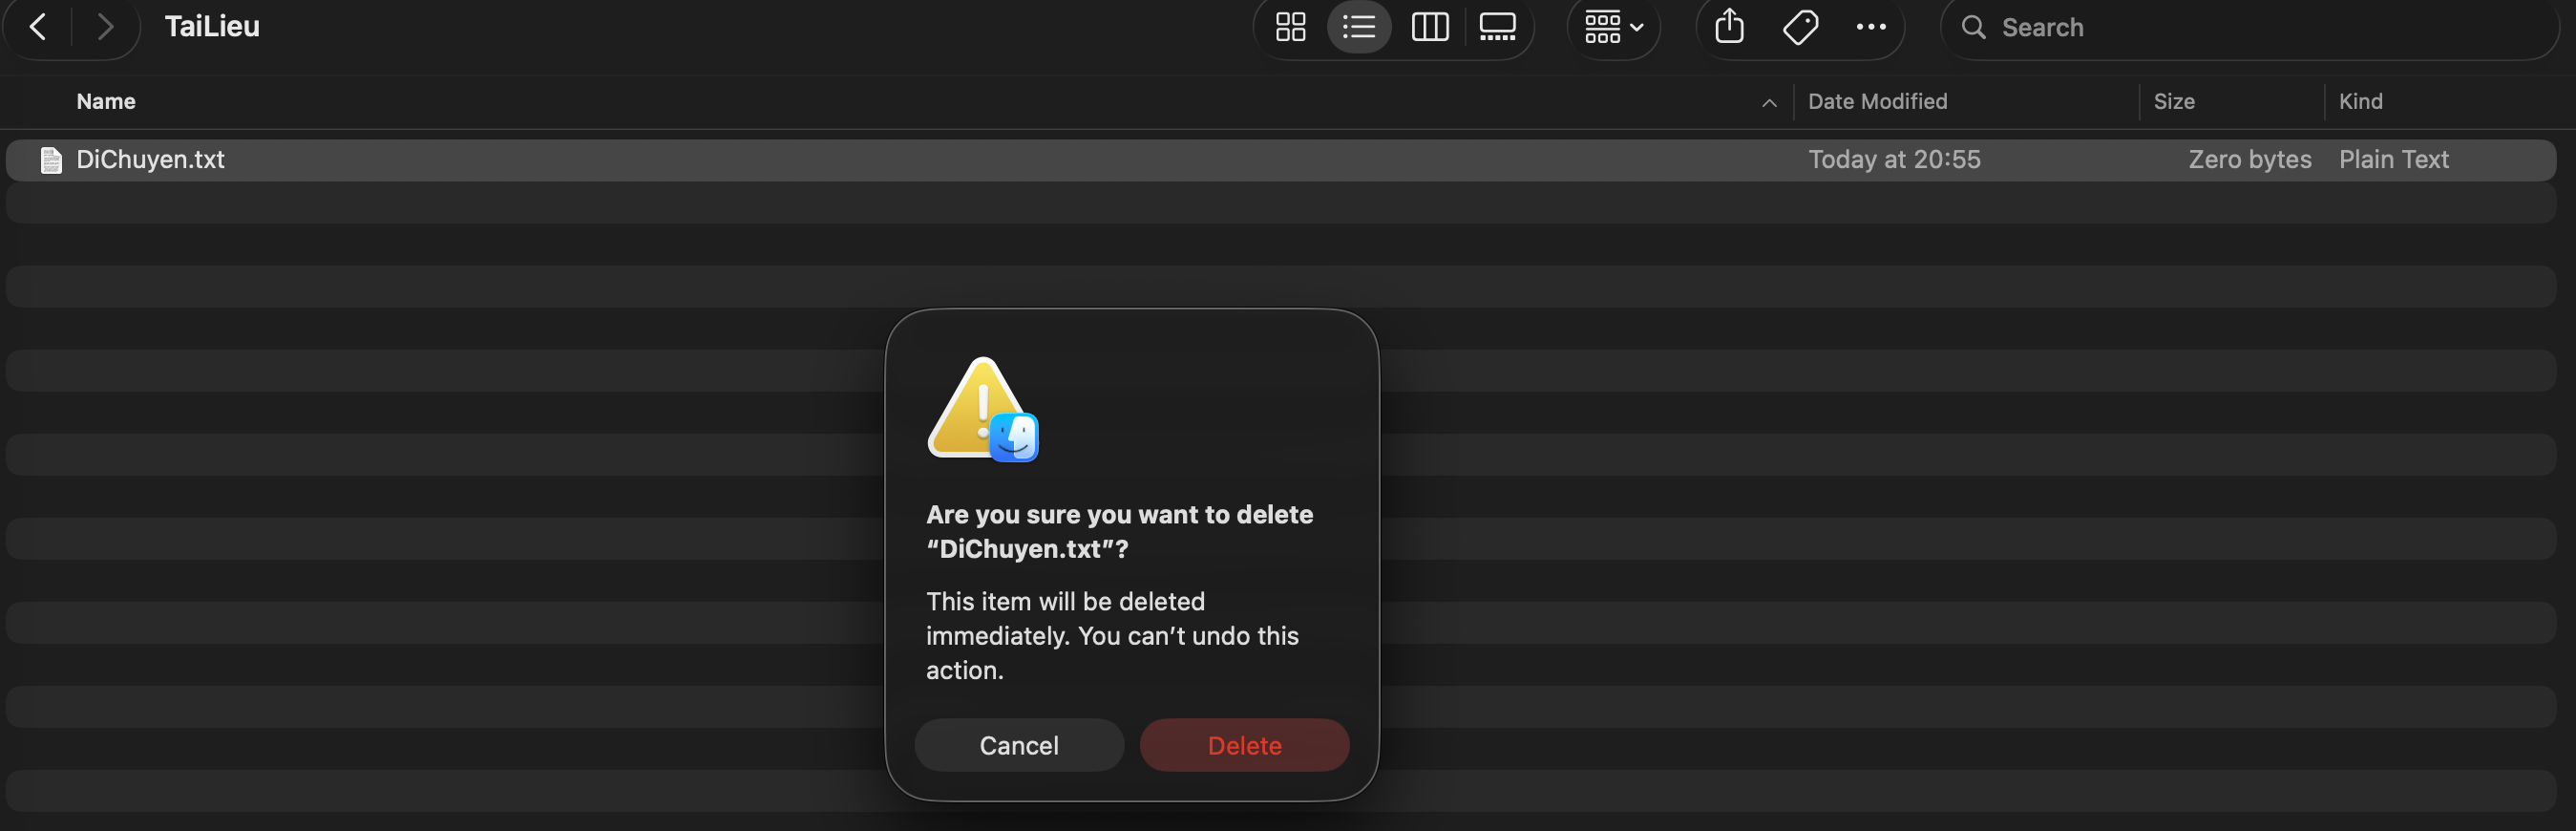 TaiLieu
Search
Name
Date Modified
Size
Kind
DiChuyen.txt
Today at 20:55
Zero bytes
Plain Text
Are you sure you want to delete
“DiChuyen.txt”?
This item will be deleted
immediately. You can’t undo this
action.
Cancel
Delete